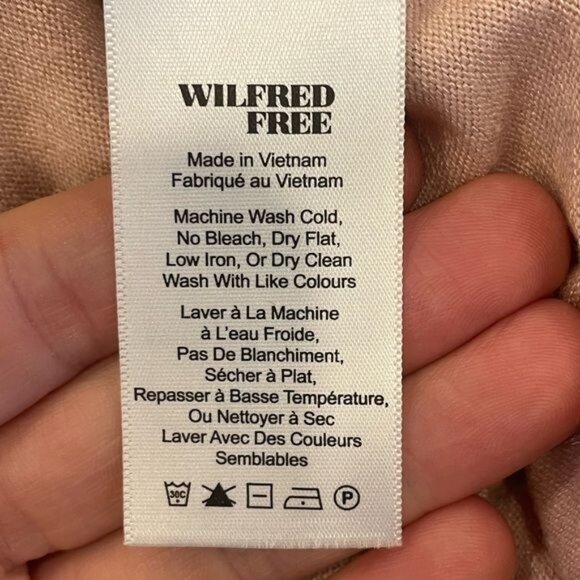 WILFRED
FREE
Made in Vietnam
Fabriqué au Vietnam
Machine Wash Cold,
No Bleach, Dry Flat,
Low Iron, Or Dry Clean
Wash With Like Colours
Laver à La Machine
à L'eau Froide,
Pas De Blanchiment,
Sécher à Plat,
Repasser à Basse Température,
Ou Nettoyer à Sec
Laver Avec Des Couleurs
Semblables
30C P